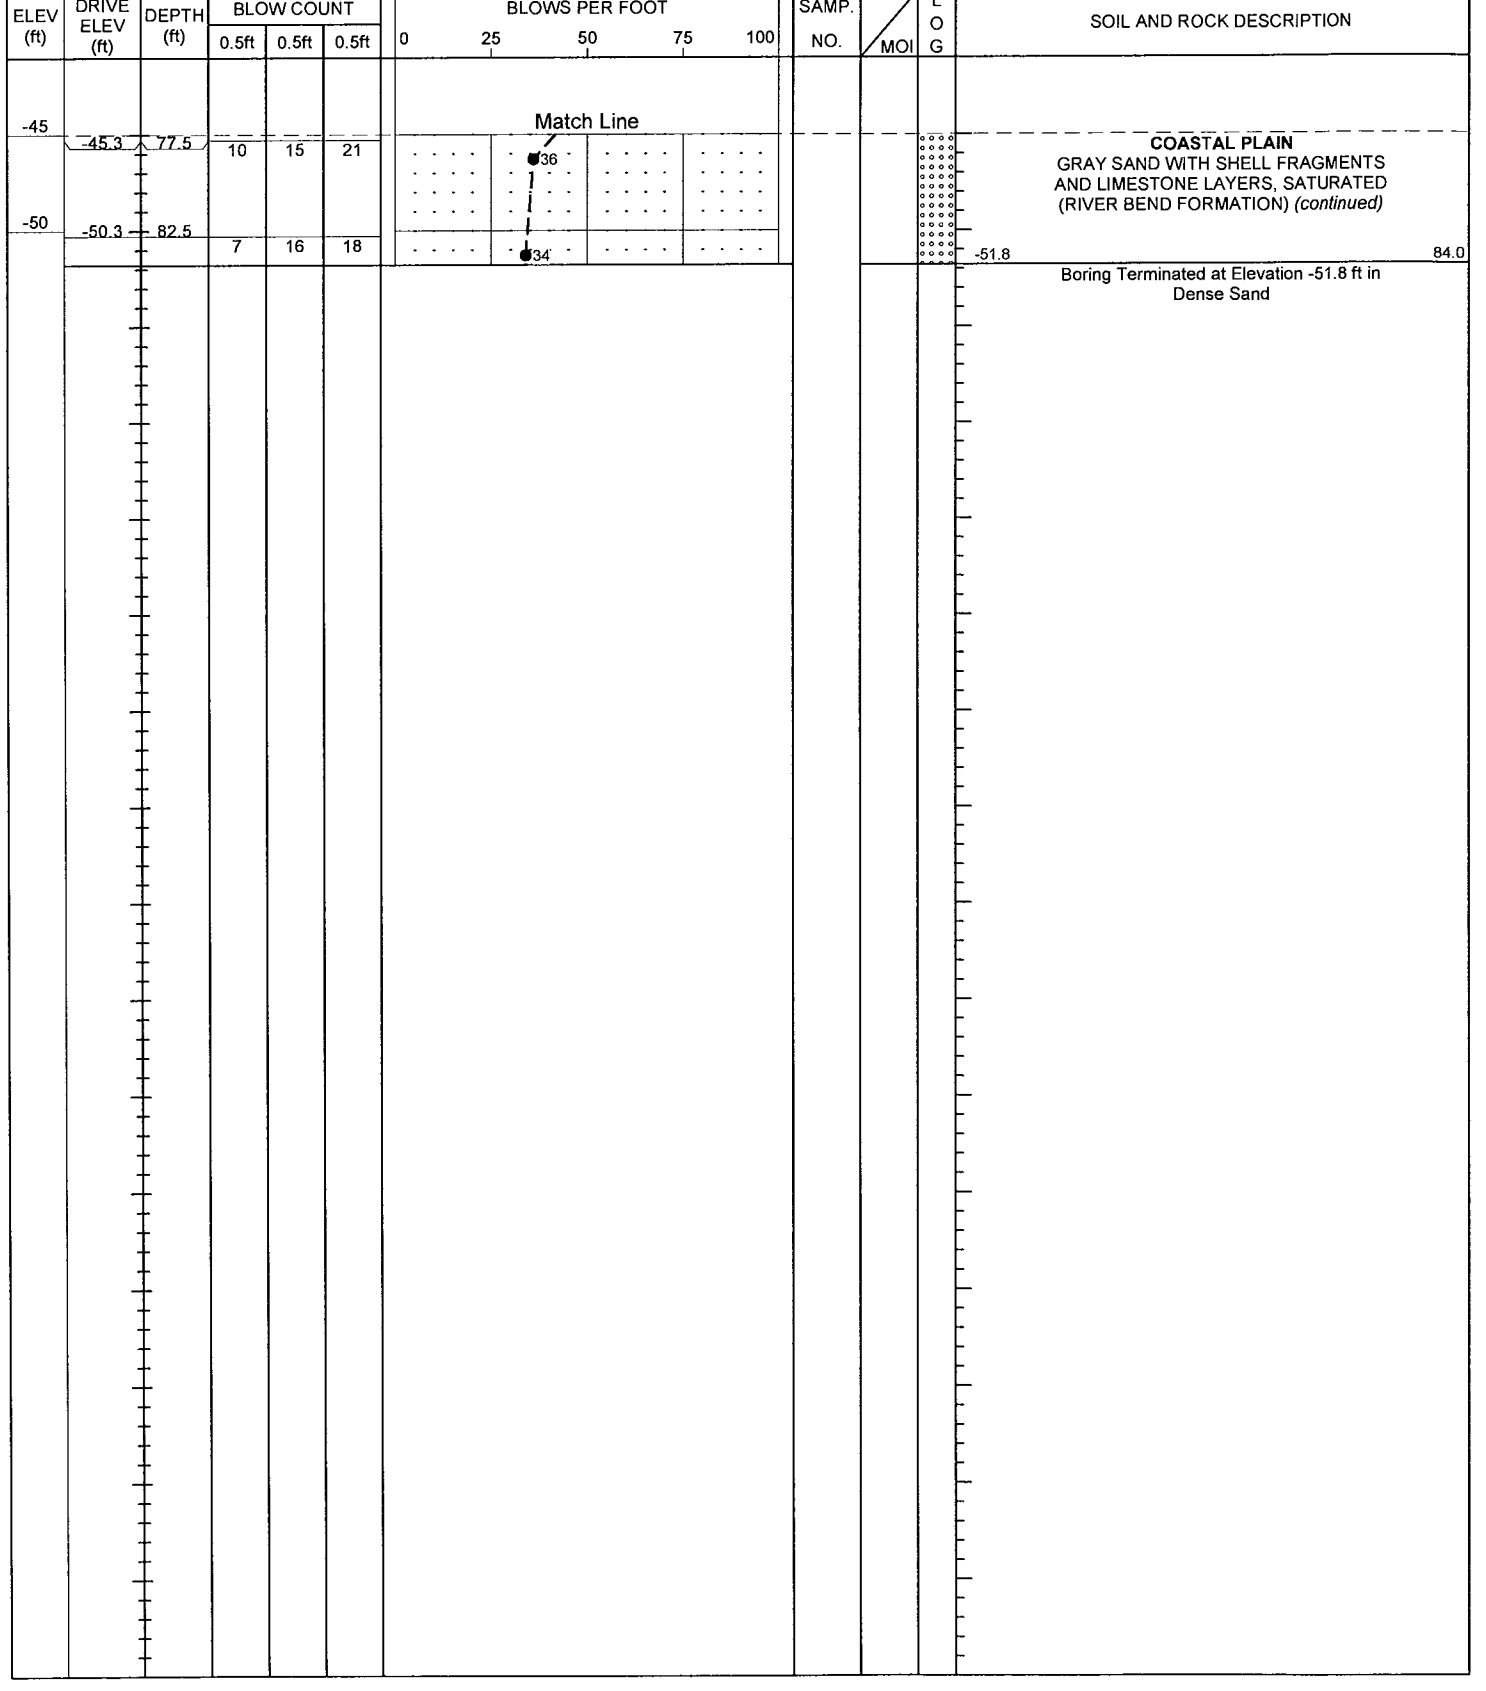 ELEV
(ft)
DRIVE
ELEV
(ft)
DEPTH
(ft)
BLOW COUNT
0.5ft 0.5ft 0.5ft
BLOWS PER FOOT
0 25 50 75 100
SAMP.
NO.
MOI
L
O
G
SOIL AND ROCK DESCRIPTION
Match Line
-45
-45.3 77.5 10 15 21
36
COASTAL PLAIN
GRAY SAND WITH SHELL FRAGMENTS
AND LIMESTONE LAYERS, SATURATED
(RIVER BEND FORMATION) (continued)
-50
-50.3 82.5 7 16 18
34
-51.8 84.0
Boring Terminated at Elevation -51.8 ft in
Dense Sand